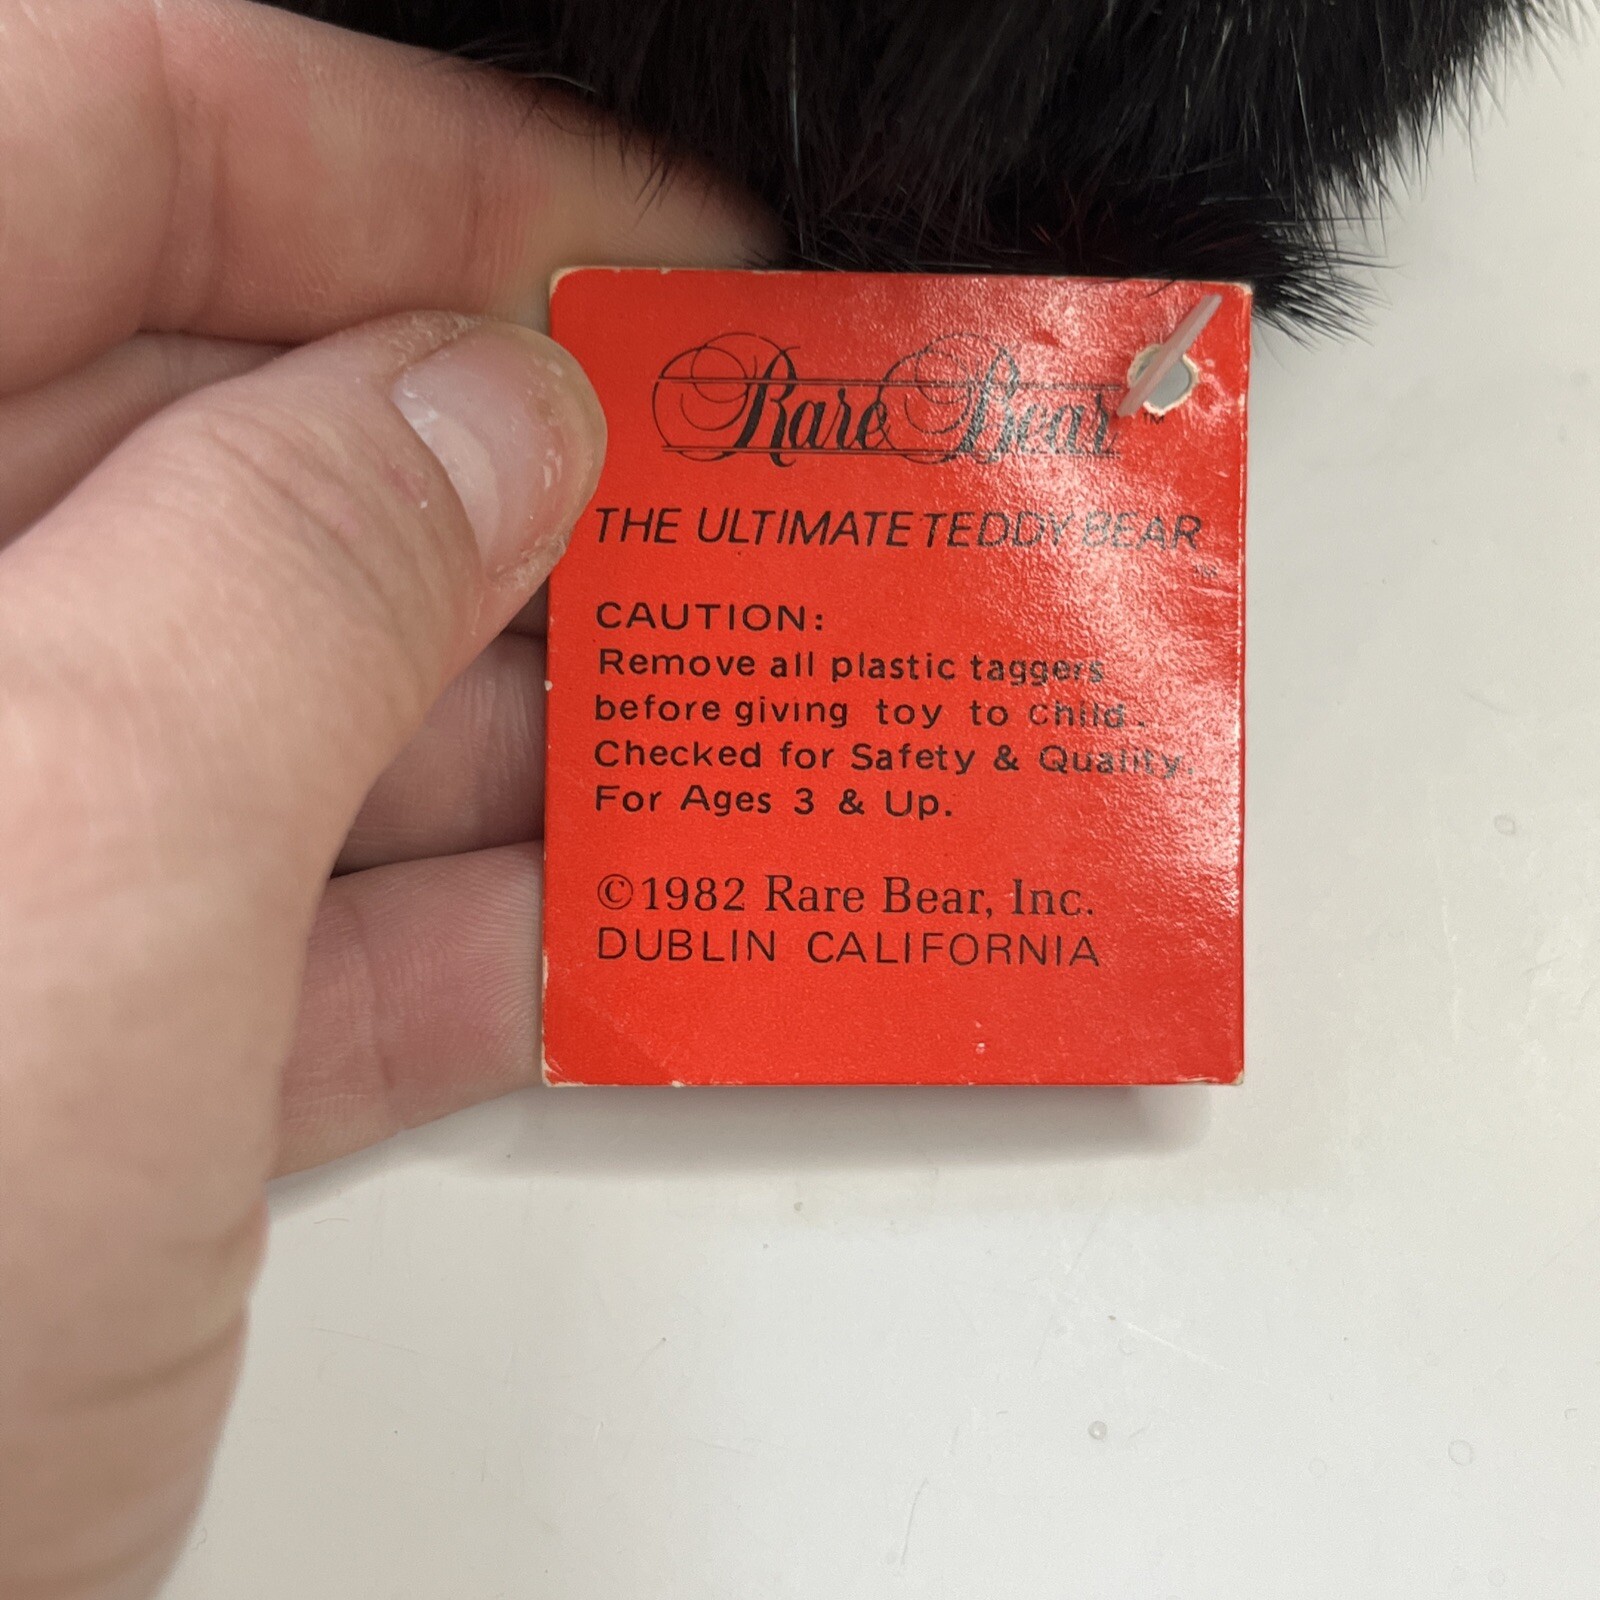 Rare Bear™
THE ULTIMATE TEDDY BEAR
™
CAUTION:
Remove all plastic taggers
before giving toy to child.
Checked for Safety & Quality.
For Ages 3 & Up.
©1982 Rare Bear, Inc.
DUBLIN CALIFORNIA